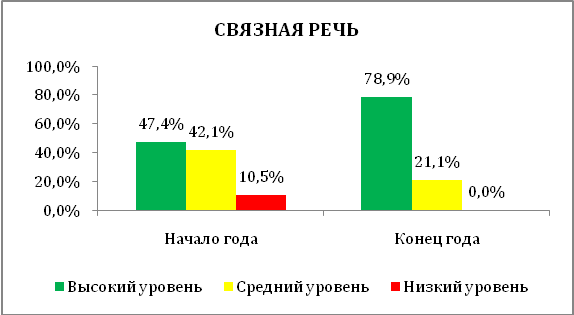 СВЯЗНАЯ РЕЧЬ
100,0%
80,0%
60,0%
40,0%
20,0%
0,0%
47,4%
42,1%
10,5%
78,9%
21,1%
0,0%
Начало года
Конец года
Высокий уровень
Средний уровень
Низкий уровень